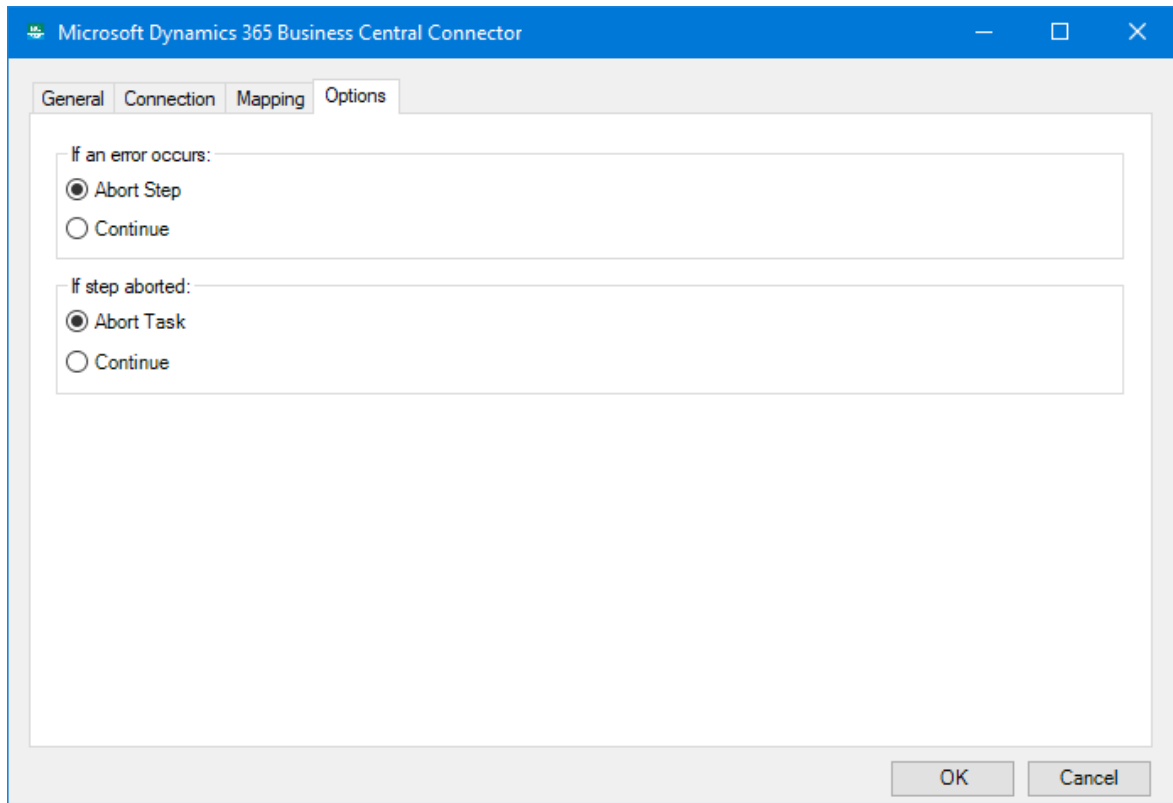 Microsoft Dynamics 365 Business Central Connector
General Connection Mapping Options
If an error occurs:
Abort Step
Continue
If step aborted:
Abort Task
Continue
OK Cancel